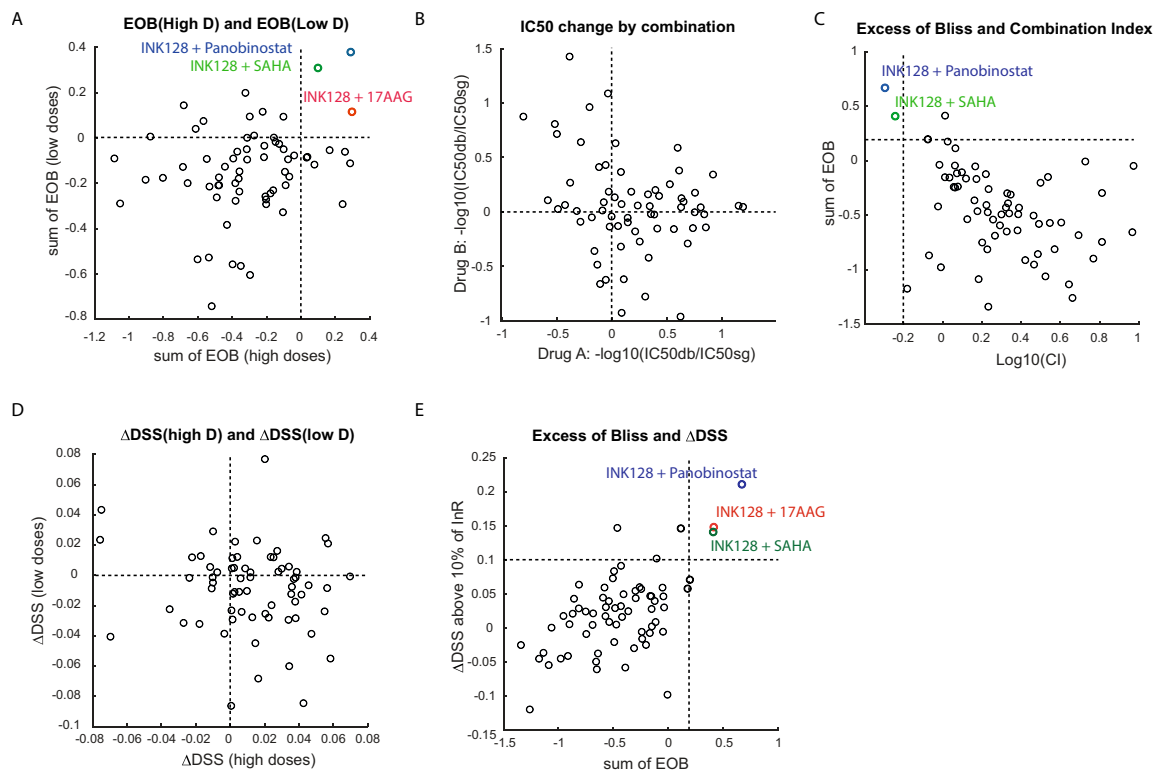 A
EOB(High D) and EOB(Low D)
INK128 + Panobinostat
INK128 + SAHA
INK128 + 17AAG
0.4
0.2
0
-0.2
-0.4
-0.6
-0.8
sum of EOB (low doses)
-1.2 -1 -0.8 -0.6 -0.4 -0.2 0 0.2 0.4
sum of EOB (high doses)
B
IC50 change by combination
1.5
1
0.5
0
-0.5
-1
Drug B: -log10(IC50db/IC50sg)
-1 -0.5 0 0.5 1
Drug A: -log10(IC50db/IC50sg)
C
Excess of Bliss and Combination Index
INK128 + Panobinostat
INK128 + SAHA
1
0.5
0
-0.5
-1
-1.5
sum of EOB
-0.2 0 0.2 0.4 0.6 0.8 1
Log10(CI)
D
ΔDSS(high D) and ΔDSS(low D)
0.08
0.06
0.04
0.02
0
-0.02
-0.04
-0.06
-0.08
-0.1
ΔDSS (low doses)
-0.08 -0.06 -0.04 -0.02 0 0.02 0.04 0.06 0.08
ΔDSS (high doses)
E
Excess of Bliss and ΔDSS
INK128 + Panobinostat
INK128 + 17AAG
INK128 + SAHA
0.25
0.2
0.15
0.1
0.05
0
-0.05
-0.1
-0.15
ΔDSS above 10% of InR
-1.5 -1 -0.5 0 0.5 1
sum of EOB